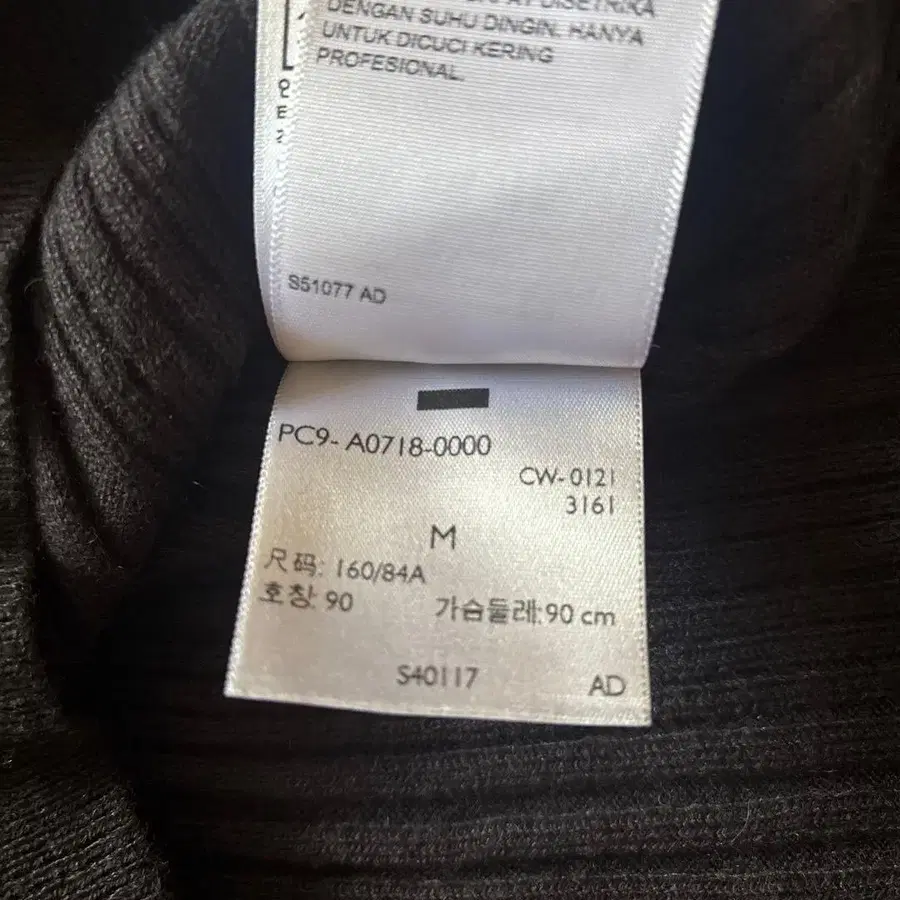 DISETRIKA
DENGAN SUHU DINGIN. HANYA
UNTUK DICUCI KERING
PROFESIONAL.
S51077 AD
PC9- A0718-0000
CW- 0121
3161
M
尺码: 160/84A
호칭: 90 가슴둘레: 90 cm
S40117 AD